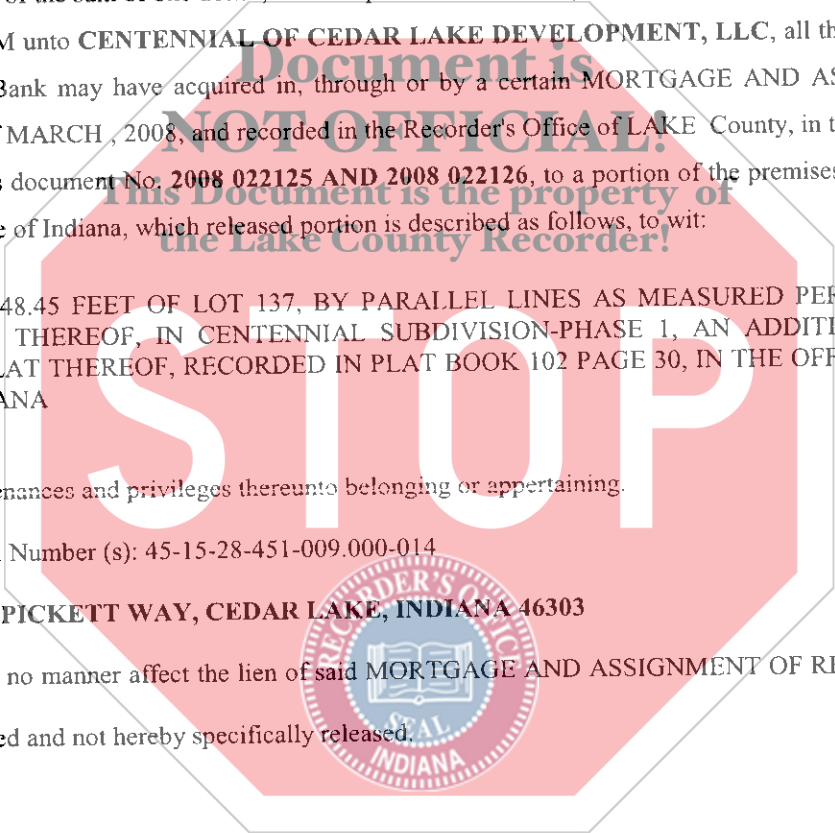 M unto CENTENNIAL OF CEDAR LAKE DEVELOPMENT, LLC, all th
Document is
Bank may have acquired in, through or by a certain MORTGAGE AND AS
MARCH , 2008, and recorded in the Recorder's Office of LAKE County, in t
NOT OFFICIAL!
document No. 2008 022125 AND 2008 022126, to a portion of the premises
This Document is the property of
e of Indiana, which released portion is described as follows, to wit:
the Lake County Recorder!
48.45 FEET OF LOT 137, BY PARALLEL LINES AS MEASURED PER
THEREOF, IN CENTENNIAL SUBDIVISION-PHASE 1, AN ADDITI
LAT THEREOF, RECORDED IN PLAT BOOK 102 PAGE 30, IN THE OFF
ANA
STOP
enances and privileges thereunto belonging or appertaining.
Number (s): 45-15-28-451-009.000-014
PICKETT WAY, CEDAR LAKE, INDIANA 46303
no manner affect the lien of said MORTGAGE AND ASSIGNMENT OF RE
ed and not hereby specifically released.
RECORDER'S OFFICE
SEAL
INDIANA